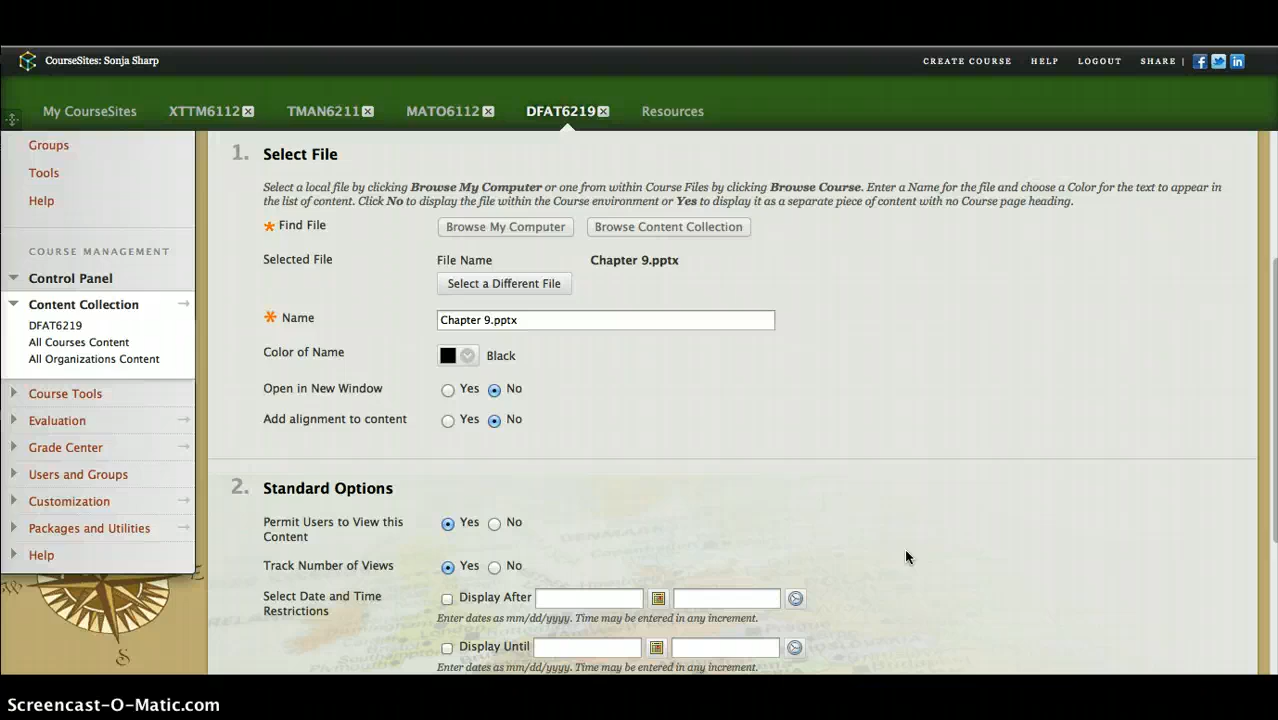 CourseSites: Sonja Sharp
CREATE COURSE HELP LOGOUT SHARE |
My CourseSites XTTM6112 TMAN6211 MATO6112 DFAT6219 Resources
Groups
Tools
Help
COURSE MANAGEMENT
Control Panel
Content Collection
DFAT6219
All Courses Content
All Organizations Content
Course Tools
Evaluation
Grade Center
Users and Groups
Customization
Packages and Utilities
Help
1. Select File
Select a local file by clicking Browse My Computer or one from within Course Files by clicking Browse Course. Enter a Name for the file and choose a Color for the text to appear
in the list of content. Click No to display the file within the Course environment or Yes to display it as a separate piece of content with no Course page heading.
Find File Browse My Computer Browse Content Collection
Selected File File Name Chapter 9.pptx
Select a Different File
Name Chapter 9.pptx
Color of Name Black
Open in New Window Yes No
Add alignment to content Yes No
2. Standard Options
Permit Users to View this
Content Yes No
Track Number of Views Yes No
Select Date and Time
Restrictions Display After
Enter dates as mm/dd/yyyy. Time may be entered in any increment.
Display Until
Enter dates as mm/dd/yyyy. Time may be entered in any increment.
Screencast-O-Matic.com